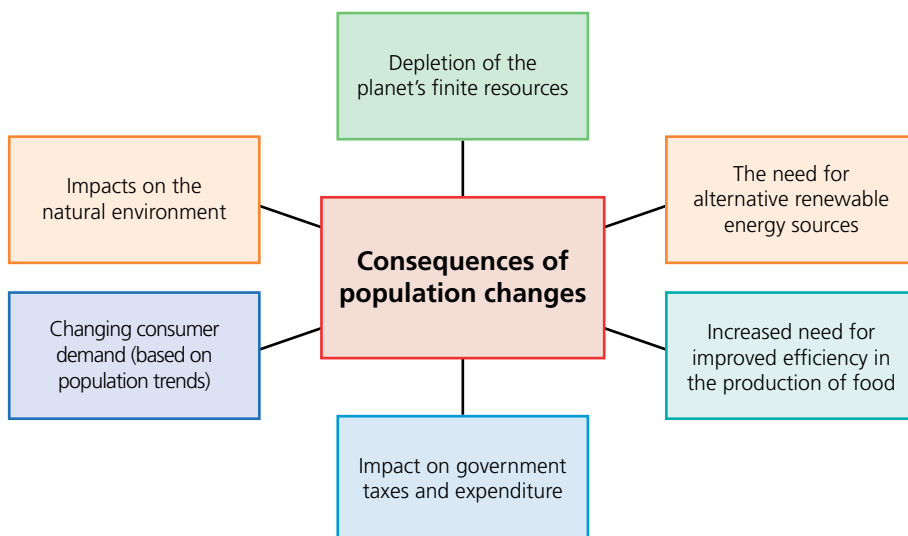 Depletion of the
planet’s finite resources
Impacts on the
natural environment
The need for
alternative renewable
energy sources
Consequences of
population changes
Changing consumer
demand (based on
population trends)
Increased need for
improved efficiency in
the production of food
Impact on government
taxes and expenditure